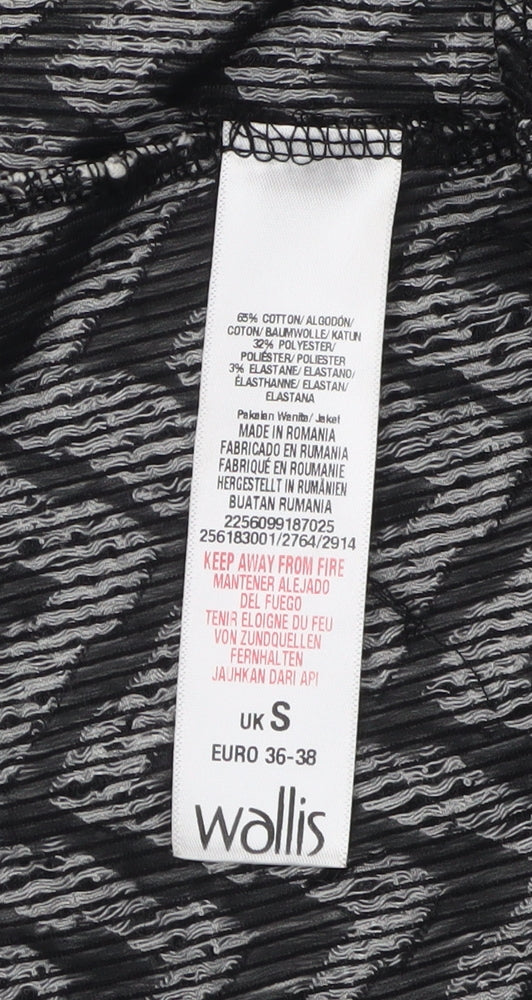 65% COTTON/ ALGODÓN/
COTON/ BAUMWOLLE/ KATUN
32% POLYESTER/
POLIÉSTER/ POLIESTER
3% ELASTANE/ ELASTANO/
ÉLASTHANNE/ ELASTAN/
ELASTANA
Pakaian Wanita/ Jaket
MADE IN ROMANIA
FABRICADO EN RUMANIA
FABRIQUÉ EN ROUMANIE
HERGESTELLT IN RUMÄNIEN
BUATAN RUMANIA
2256099187025
256183001/2764/2914
KEEP AWAY FROM FIRE
MANTENER ALEJADO
DEL FUEGO
TENIR ELOIGNE DU FEU
VON ZUNDQUELLEN
FERNHALTEN
JAUHKAN DARI API
UK S
EURO 36-38
wallis